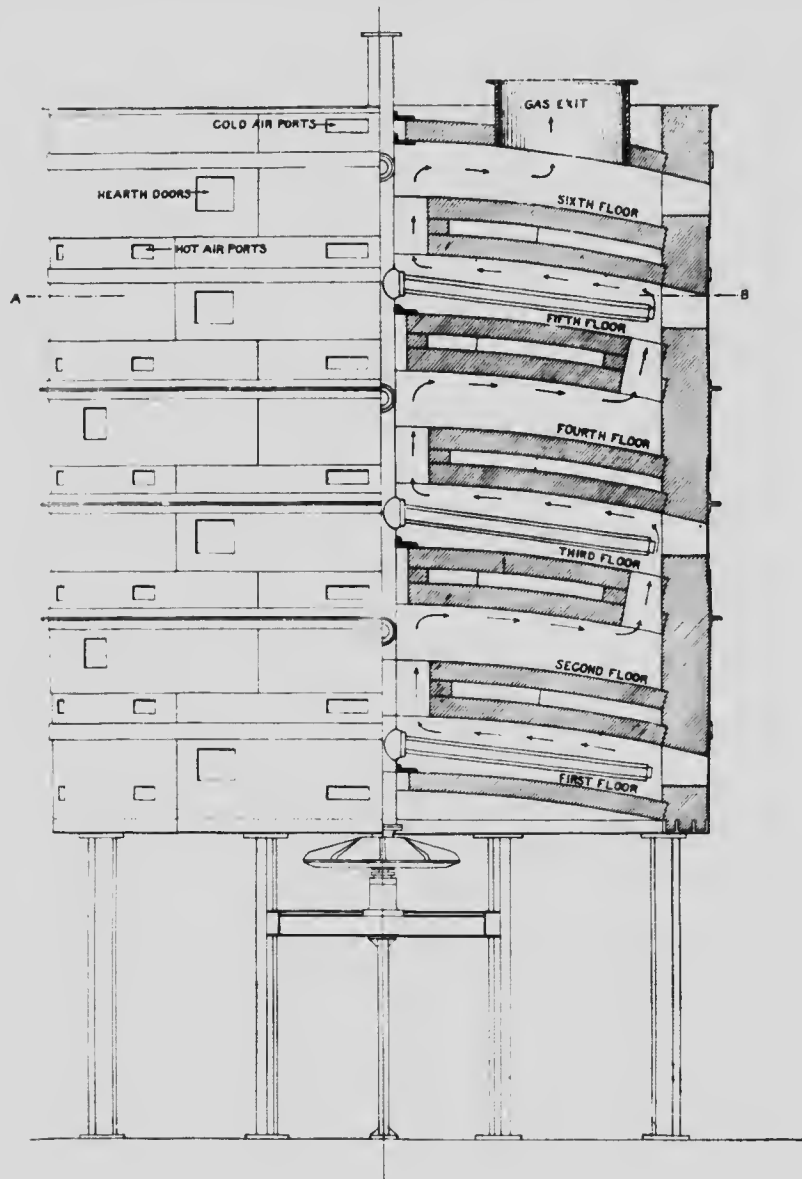 GAS EXIT
COLD AIR PORTS
HEARTH DOORS
SIXTH FLOOR
HOT AIR PORTS
A
B
FIFTH FLOOR
FOURTH FLOOR
THIRD FLOOR
SECOND FLOOR
FIRST FLOOR